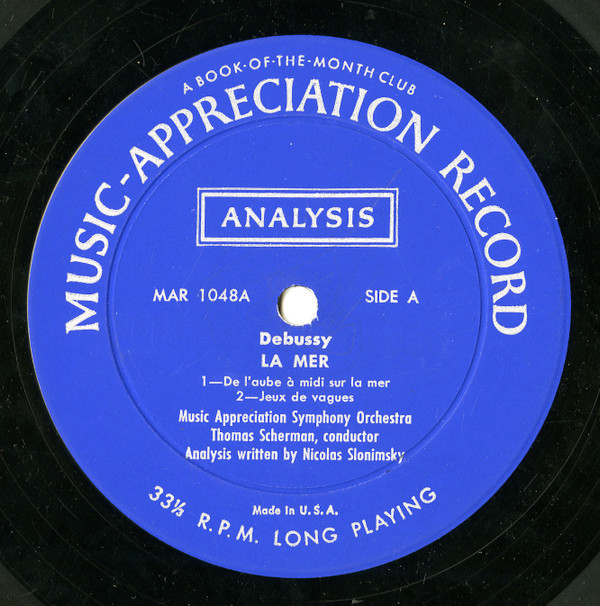 A BOOK-OF-THE-MONTH CLUB
MUSIC-APPRECIATION RECORD
ANALYSIS
MAR 1048A
SIDE A
Debussy
LA MER
1—De l'aube à midi sur la mer
2—Jeux de vagues
Music Appreciation Symphony Orchestra
Thomas Scherman, conductor
Analysis written by Nicolas Slonimsky
Made in U.S.A.
33⅓ R.P.M. LONG PLAYING